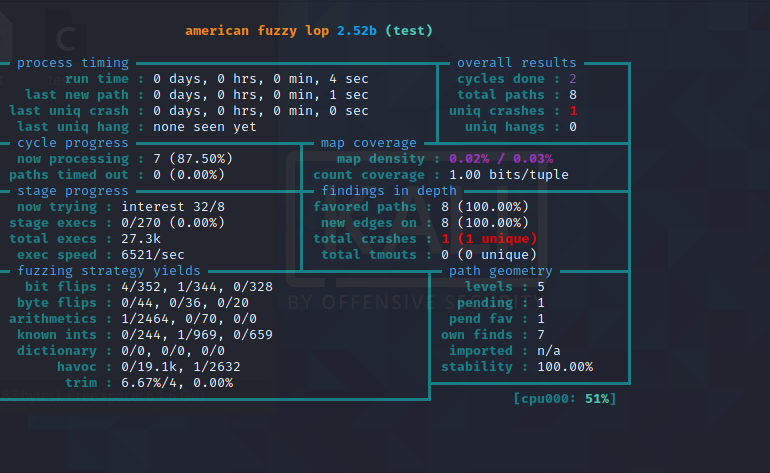 american fuzzy lop 2.52b (test)
process timing
overall results
run time : 0 days, 0 hrs, 0 min, 4 sec
cycles done : 2
last new path : 0 days, 0 hrs, 0 min, 1 sec
total paths : 8
last uniq crash : 0 days, 0 hrs, 0 min, 0 sec
uniq crashes : 1
last uniq hang : none seen yet
uniq hangs : 0
cycle progress
map coverage
now processing : 7 (87.50%)
map density : 0.02% / 0.03%
paths timed out : 0 (0.00%)
count coverage : 1.00 bits/tuple
stage progress
findings in depth
now trying : interest 32/8
favored paths : 8 (100.00%)
stage execs : 0/270 (0.00%)
new edges on : 8 (100.00%)
total execs : 27.3k
total crashes : 1 (1 unique)
exec speed : 6521/sec
total tmouts : 0 (0 unique)
fuzzing strategy yields
path geometry
bit flips : 4/352, 1/344, 0/328
levels : 5
byte flips : 0/44, 0/36, 0/20
pending : 1
arithmetics : 1/2464, 0/70, 0/0
pend fav : 1
known ints : 0/244, 1/969, 0/659
own finds : 7
dictionary : 0/0, 0/0, 0/0
imported : n/a
havoc : 0/19.1k, 1/2632
stability : 100.00%
trim : 6.67%/4, 0.00%
[cpu000: 51%]
KALI
BY OFFENSIVE SECURITY